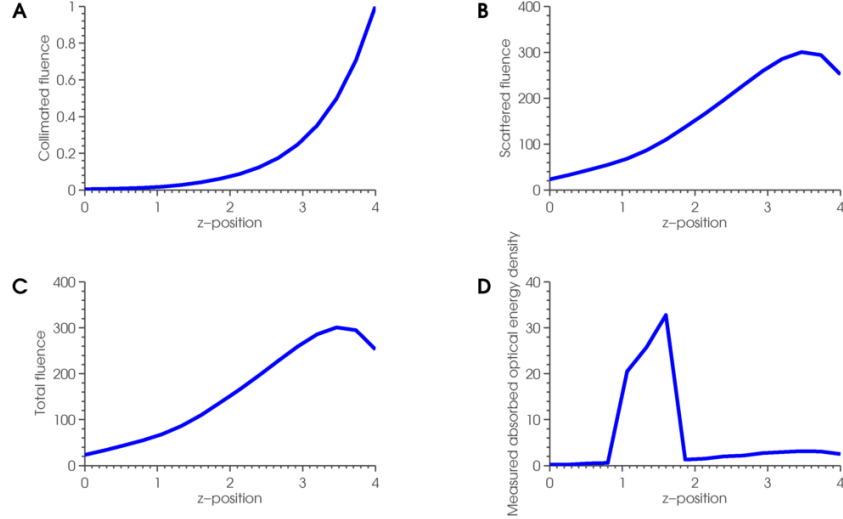 A
Collimated fluence
1
0.8
0.6
0.4
0.2
0
0 1 2 3 4
z-position
B
Scattered fluence
400
300
200
100
0
0 1 2 3 4
z-position
C
Total fluence
400
300
200
100
0
0 1 2 3 4
z-position
D
Measured absorbed optical energy density
40
30
20
10
0
0 1 2 3 4
z-position